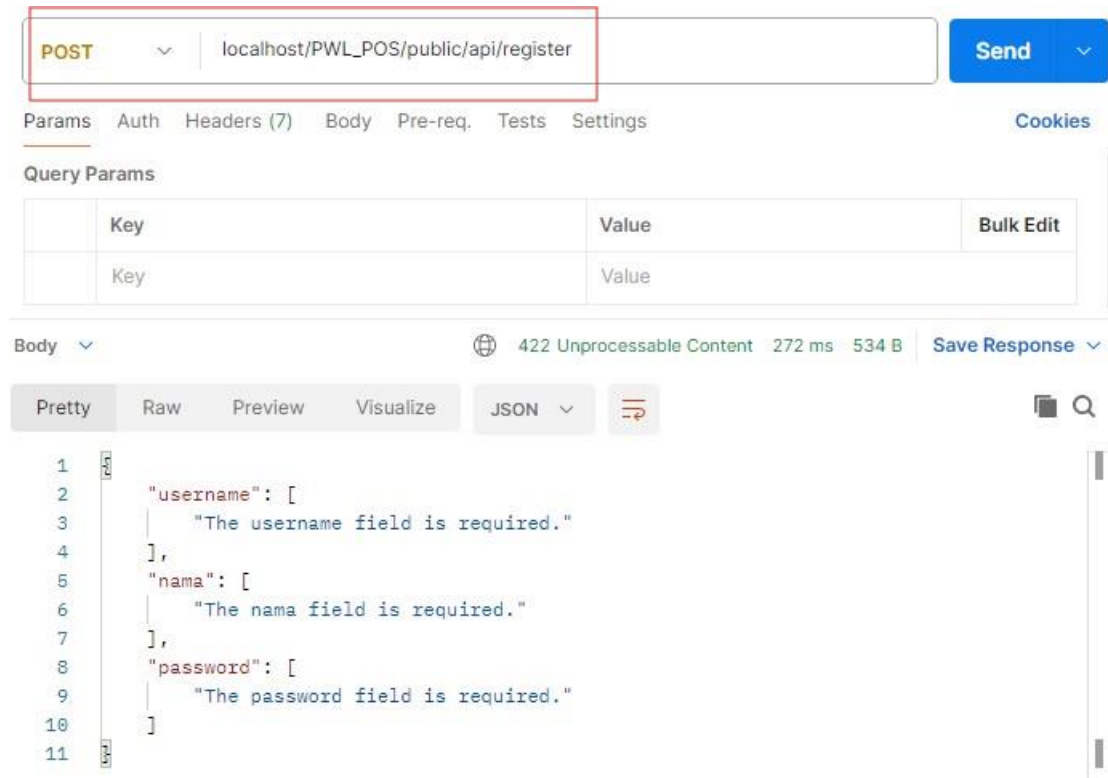 POST localhost/PWL_POS/public/api/register Send
Params Auth Headers (7) Body Pre-req. Tests Settings Cookies
Query Params
Key Value Bulk Edit
Key Value
Body 422 Unprocessable Content 272 ms 534 B Save Response
Pretty Raw Preview Visualize JSON
1 {
2 "username": [
3 "The username field is required."
4 ],
5 "nama": [
6 "The nama field is required."
7 ],
8 "password": [
9 "The password field is required."
10 ]
11 }